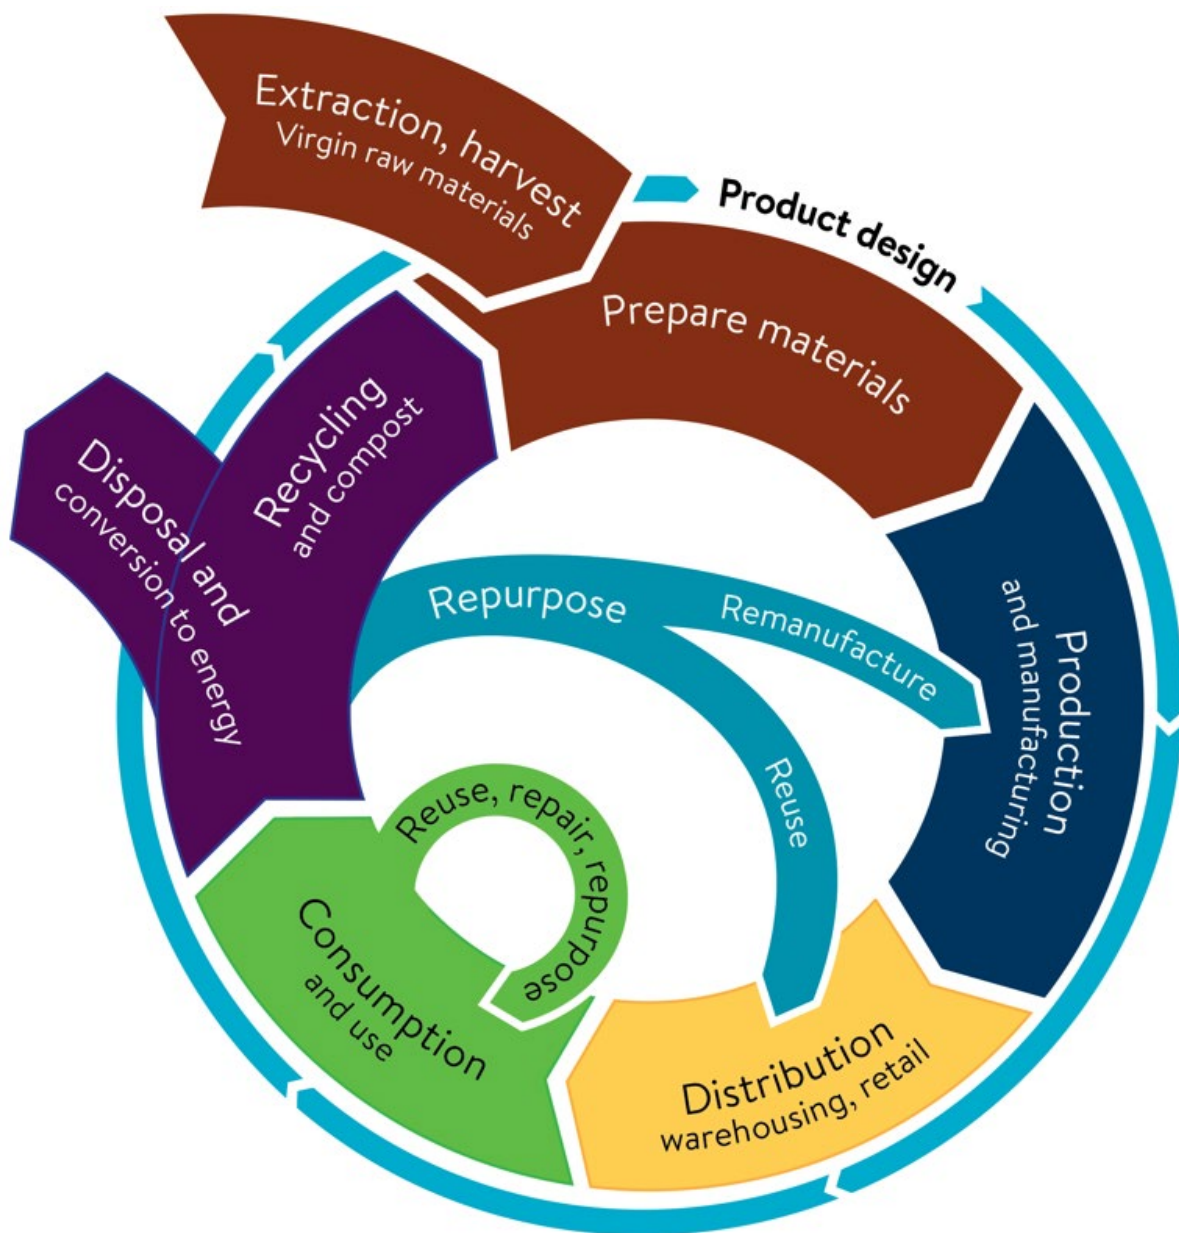 Extraction, harvest
Virgin raw materials
Product design
Prepare materials
Recycling
and compost
Disposal and
conversion to energy
Repurpose
Remanufacture
Reuse
Production
and manufacturing
Reuse, repair, repurpose
Consumption
and use
Distribution
warehousing, retail